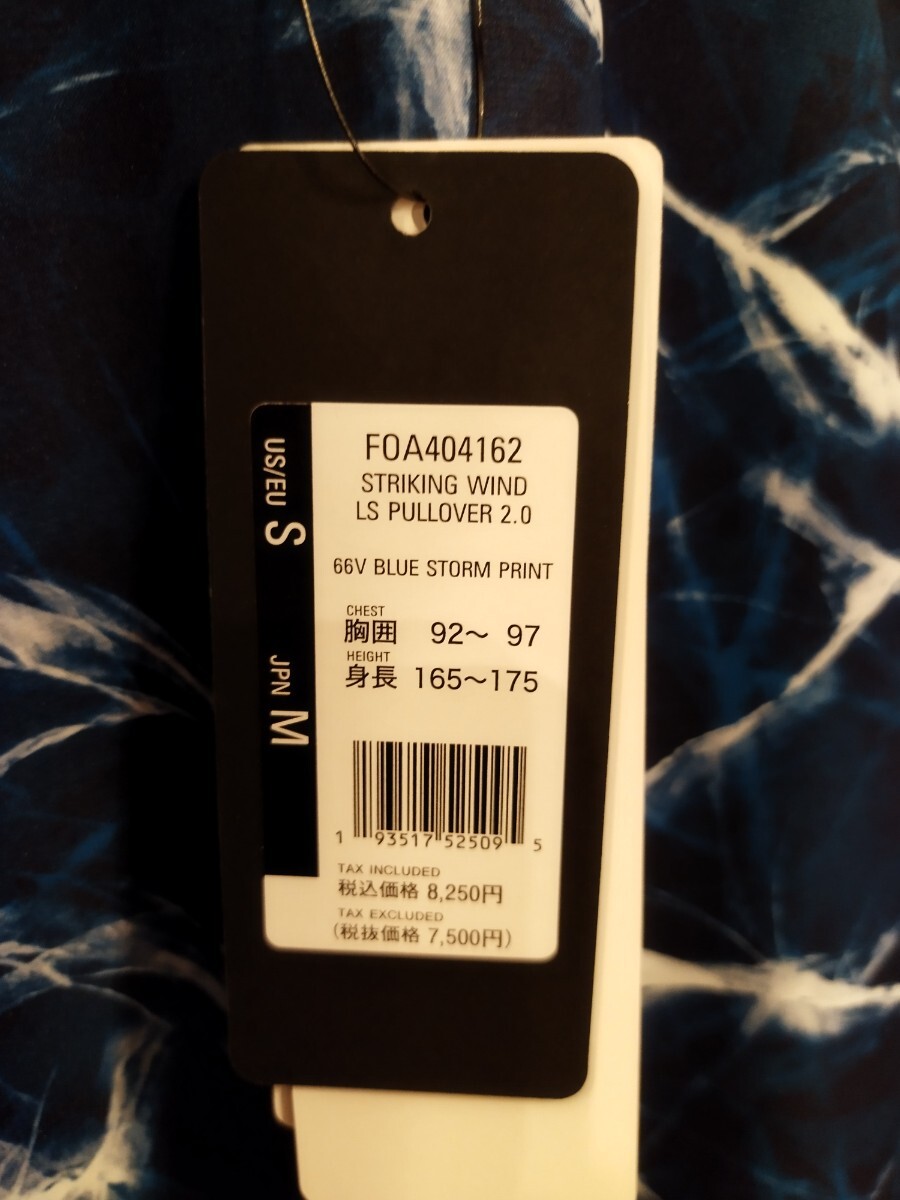 FOA404162
STRIKING WIND
LS PULLOVER 2.0
66V BLUE STORM PRINT
CHEST
胸囲 92～ 97
HEIGHT
身長 165～175
US/EU S JPN M
1 93517 52509 5
TAX INCLUDED
税込価格 8,250円
TAX EXCLUDED
(税抜価格 7,500円)